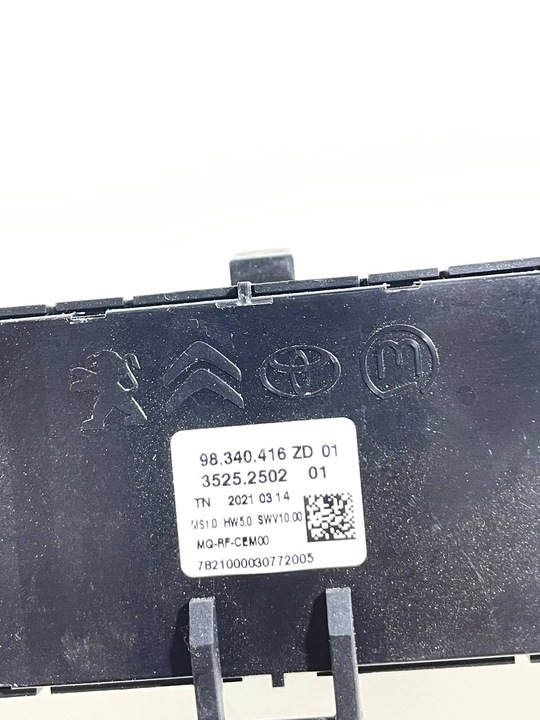 98.340.416 ZD 01
3525.2502 01
TN 2021 03 14
MS1.0 HW5.0 SWV10.00
MQ-RF-CEM00
7821000030772005